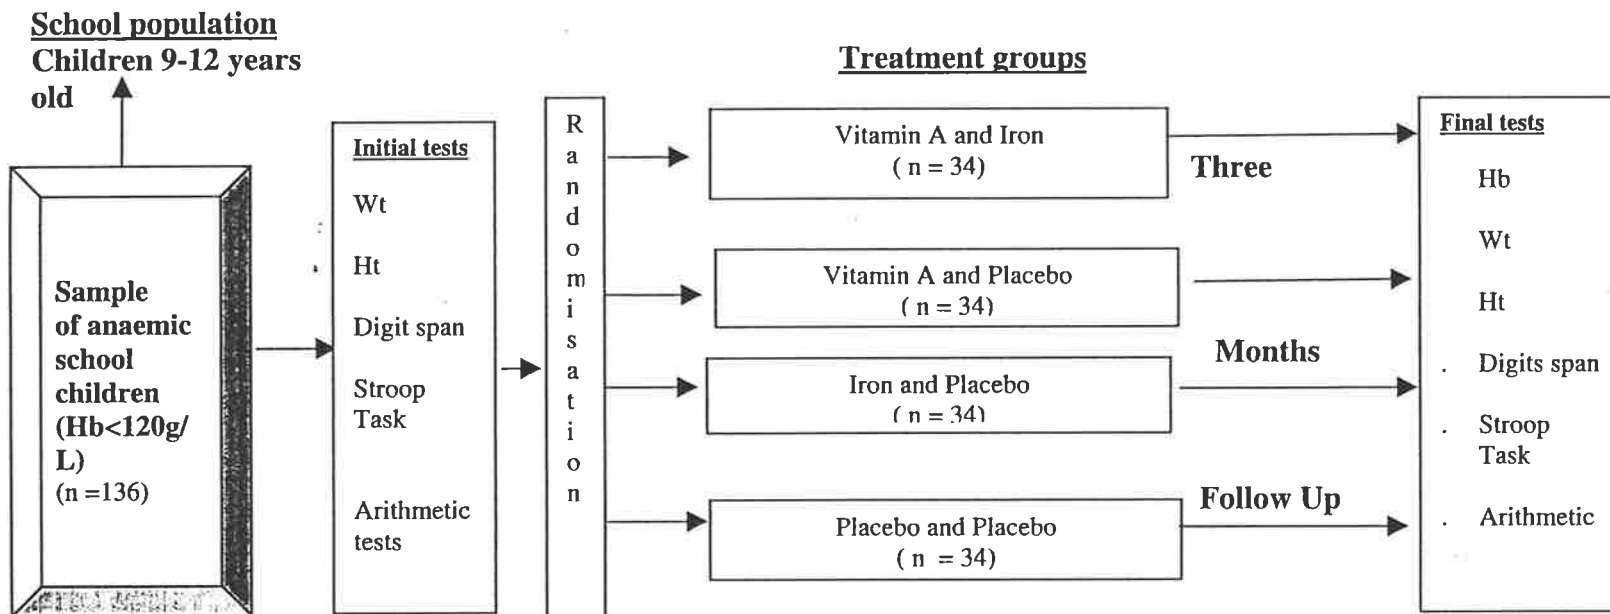 School population
Children 9-12 years
old
Sample
of anaemic
school
children
(Hb<120g/
L)
(n =136)
Initial tests
Wt
Ht
Digit span
Stroop
Task
Arithmetic
tests
Randomisation
Treatment groups
Vitamin A and Iron
( n = 34)
Vitamin A and Placebo
( n = 34)
Iron and Placebo
( n = 34)
Placebo and Placebo
( n = 34)
Three
Months
Follow Up
Final tests
Hb
Wt
Ht
. Digits span
. Stroop
Task
. Arithmetic